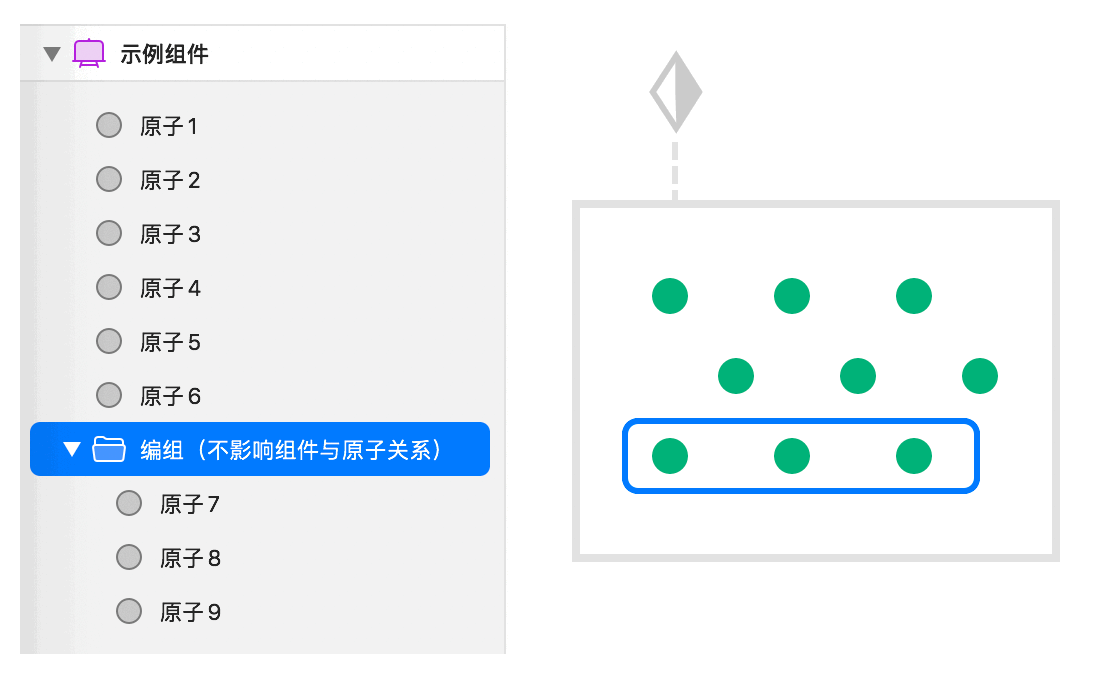 示例组件
原子 1
原子 2
原子 3
原子 4
原子 5
原子 6
编组（不影响组件与原子关系）
原子 7
原子 8
原子 9